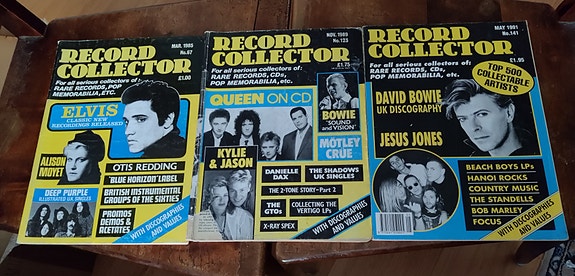 MAR. 1985
No.67
RECORD
COLLECTOR
For all serious collectors of:
RARE RECORDS, POP
MEMORABILIA, ETC.
£1.00
ELVIS
CLASSIC NEW
RECORDINGS RELEASED
ALISON
MOYET
OTIS REDDING
'BLUE HORIZON' LABEL
DEEP PURPLE
ILLUSTRATED UK SINGLES
BRITISH INSTRUMENTAL
GROUPS OF THE SIXTIES
PROMOS
DEMOS &
ACETATES
WITH DISCOGRAPHIES
AND VALUES
NOV. 1989
No.123
RECORD
COLLECTOR
For all serious collectors of:
RARE RECORDS, CDs,
POP MEMORABILIA, etc.
£1.75
QUEEN ON CD
BOWIE
'SOUND
and VISION'
MÖTLEY
CRUE
KYLIE &
JASON
DANIELLE
DAX
THE SHADOWS
UK SINGLES
THE 2-TONE STORY - Part 2
THE
GTOs
COLLECTING THE
VERTIGO LPs
X-RAY SPEX
WITH DISCOGRAPHIES
AND VALUES
MAY 1991
No.141
RECORD
COLLECTOR
For all serious collectors of:
RARE RECORDS, CDs,
POP MEMORABILIA, etc.
£1.95
TOP 500
COLLECTABLE
ARTISTS
DAVID BOWIE
UK DISCOGRAPHY
JESUS JONES
BEACH BOYS LPs
HANOI ROCKS
COUNTRY MUSIC
THE STANDELLS
BOB MARLEY
FOCUS
WITH DISCOGRAPHIES
AND VALUES